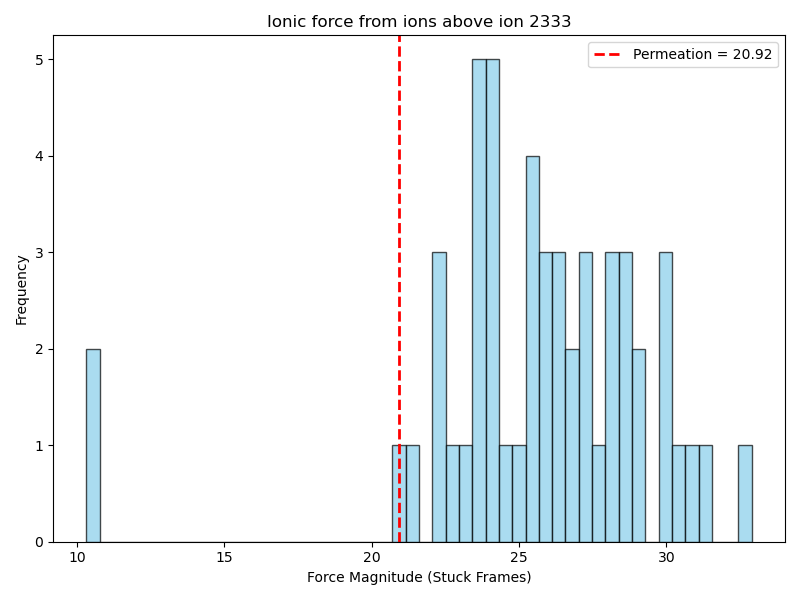 Ionic force from ions above ion 2333
Permeation = 20.92
5
4
3
2
1
0
Frequency
10 15 20 25 30
Force Magnitude (Stuck Frames)